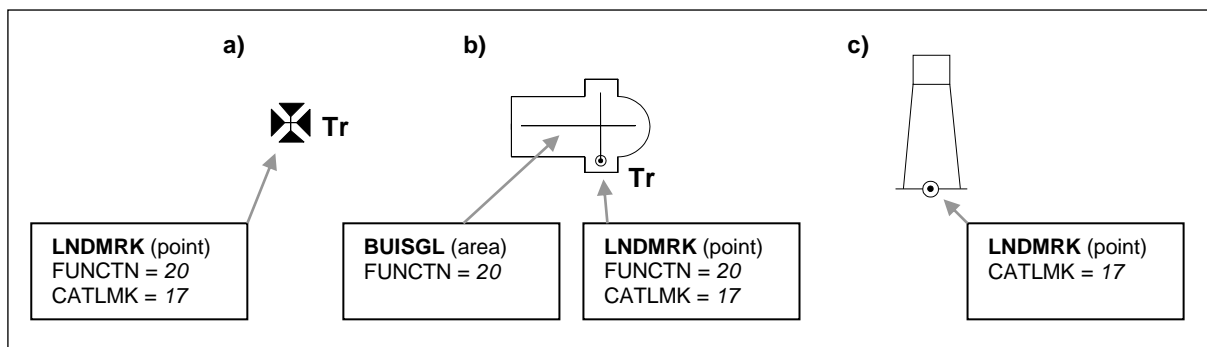 a)
Tr
LNDMRK (point)
FUNCTN = 20
CATLMK = 17
b)
Tr
BUISGL (area)
FUNCTN = 20
LNDMRK (point)
FUNCTN = 20
CATLMK = 17
c)
LNDMRK (point)
CATLMK = 17